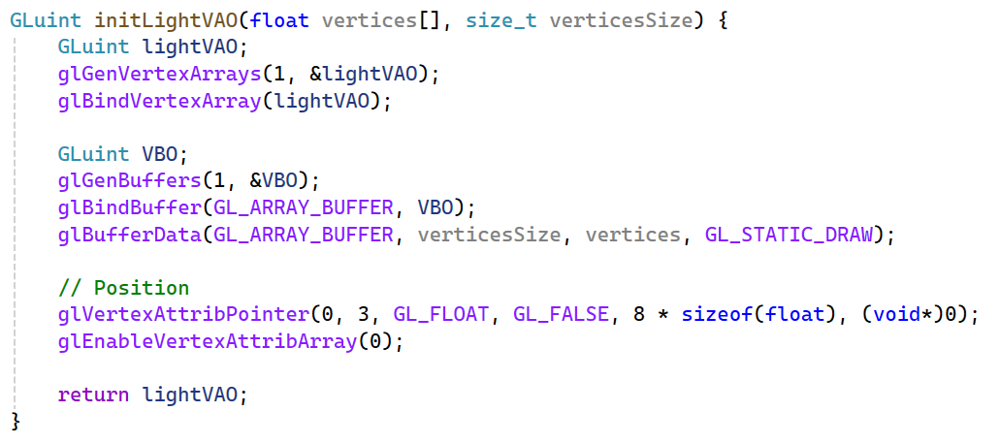 GLuint initLightVAO(float vertices[], size_t verticesSize) {
    GLuint lightVAO;
    glGenVertexArrays(1, &lightVAO);
    glBindVertexArray(lightVAO);

    GLuint VBO;
    glGenBuffers(1, &VBO);
    glBindBuffer(GL_ARRAY_BUFFER, VBO);
    glBufferData(GL_ARRAY_BUFFER, verticesSize, vertices, GL_STATIC_DRAW);

    // Position
    glVertexAttribPointer(0, 3, GL_FLOAT, GL_FALSE, 8 * sizeof(float), (void*)0);
    glEnableVertexAttribArray(0);

    return lightVAO;
}